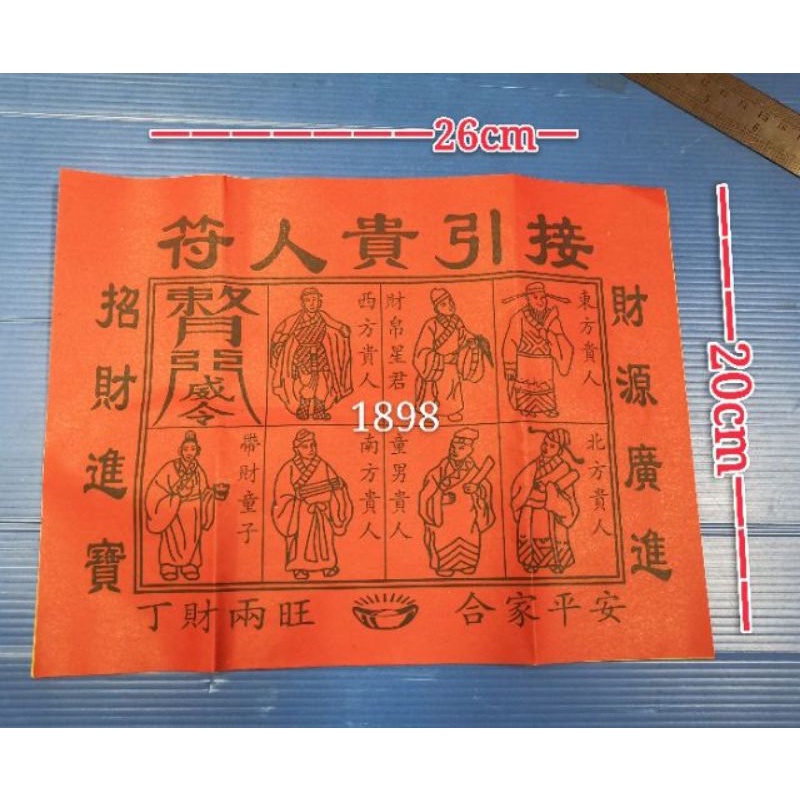 26cm
20cm
接引貴人符
財源廣進
東方貴人
財帛星君
西方貴人
威令
北方貴人
童男貴人
南方貴人
帶財童子
招財進寶
丁財兩旺
合家平安
1898